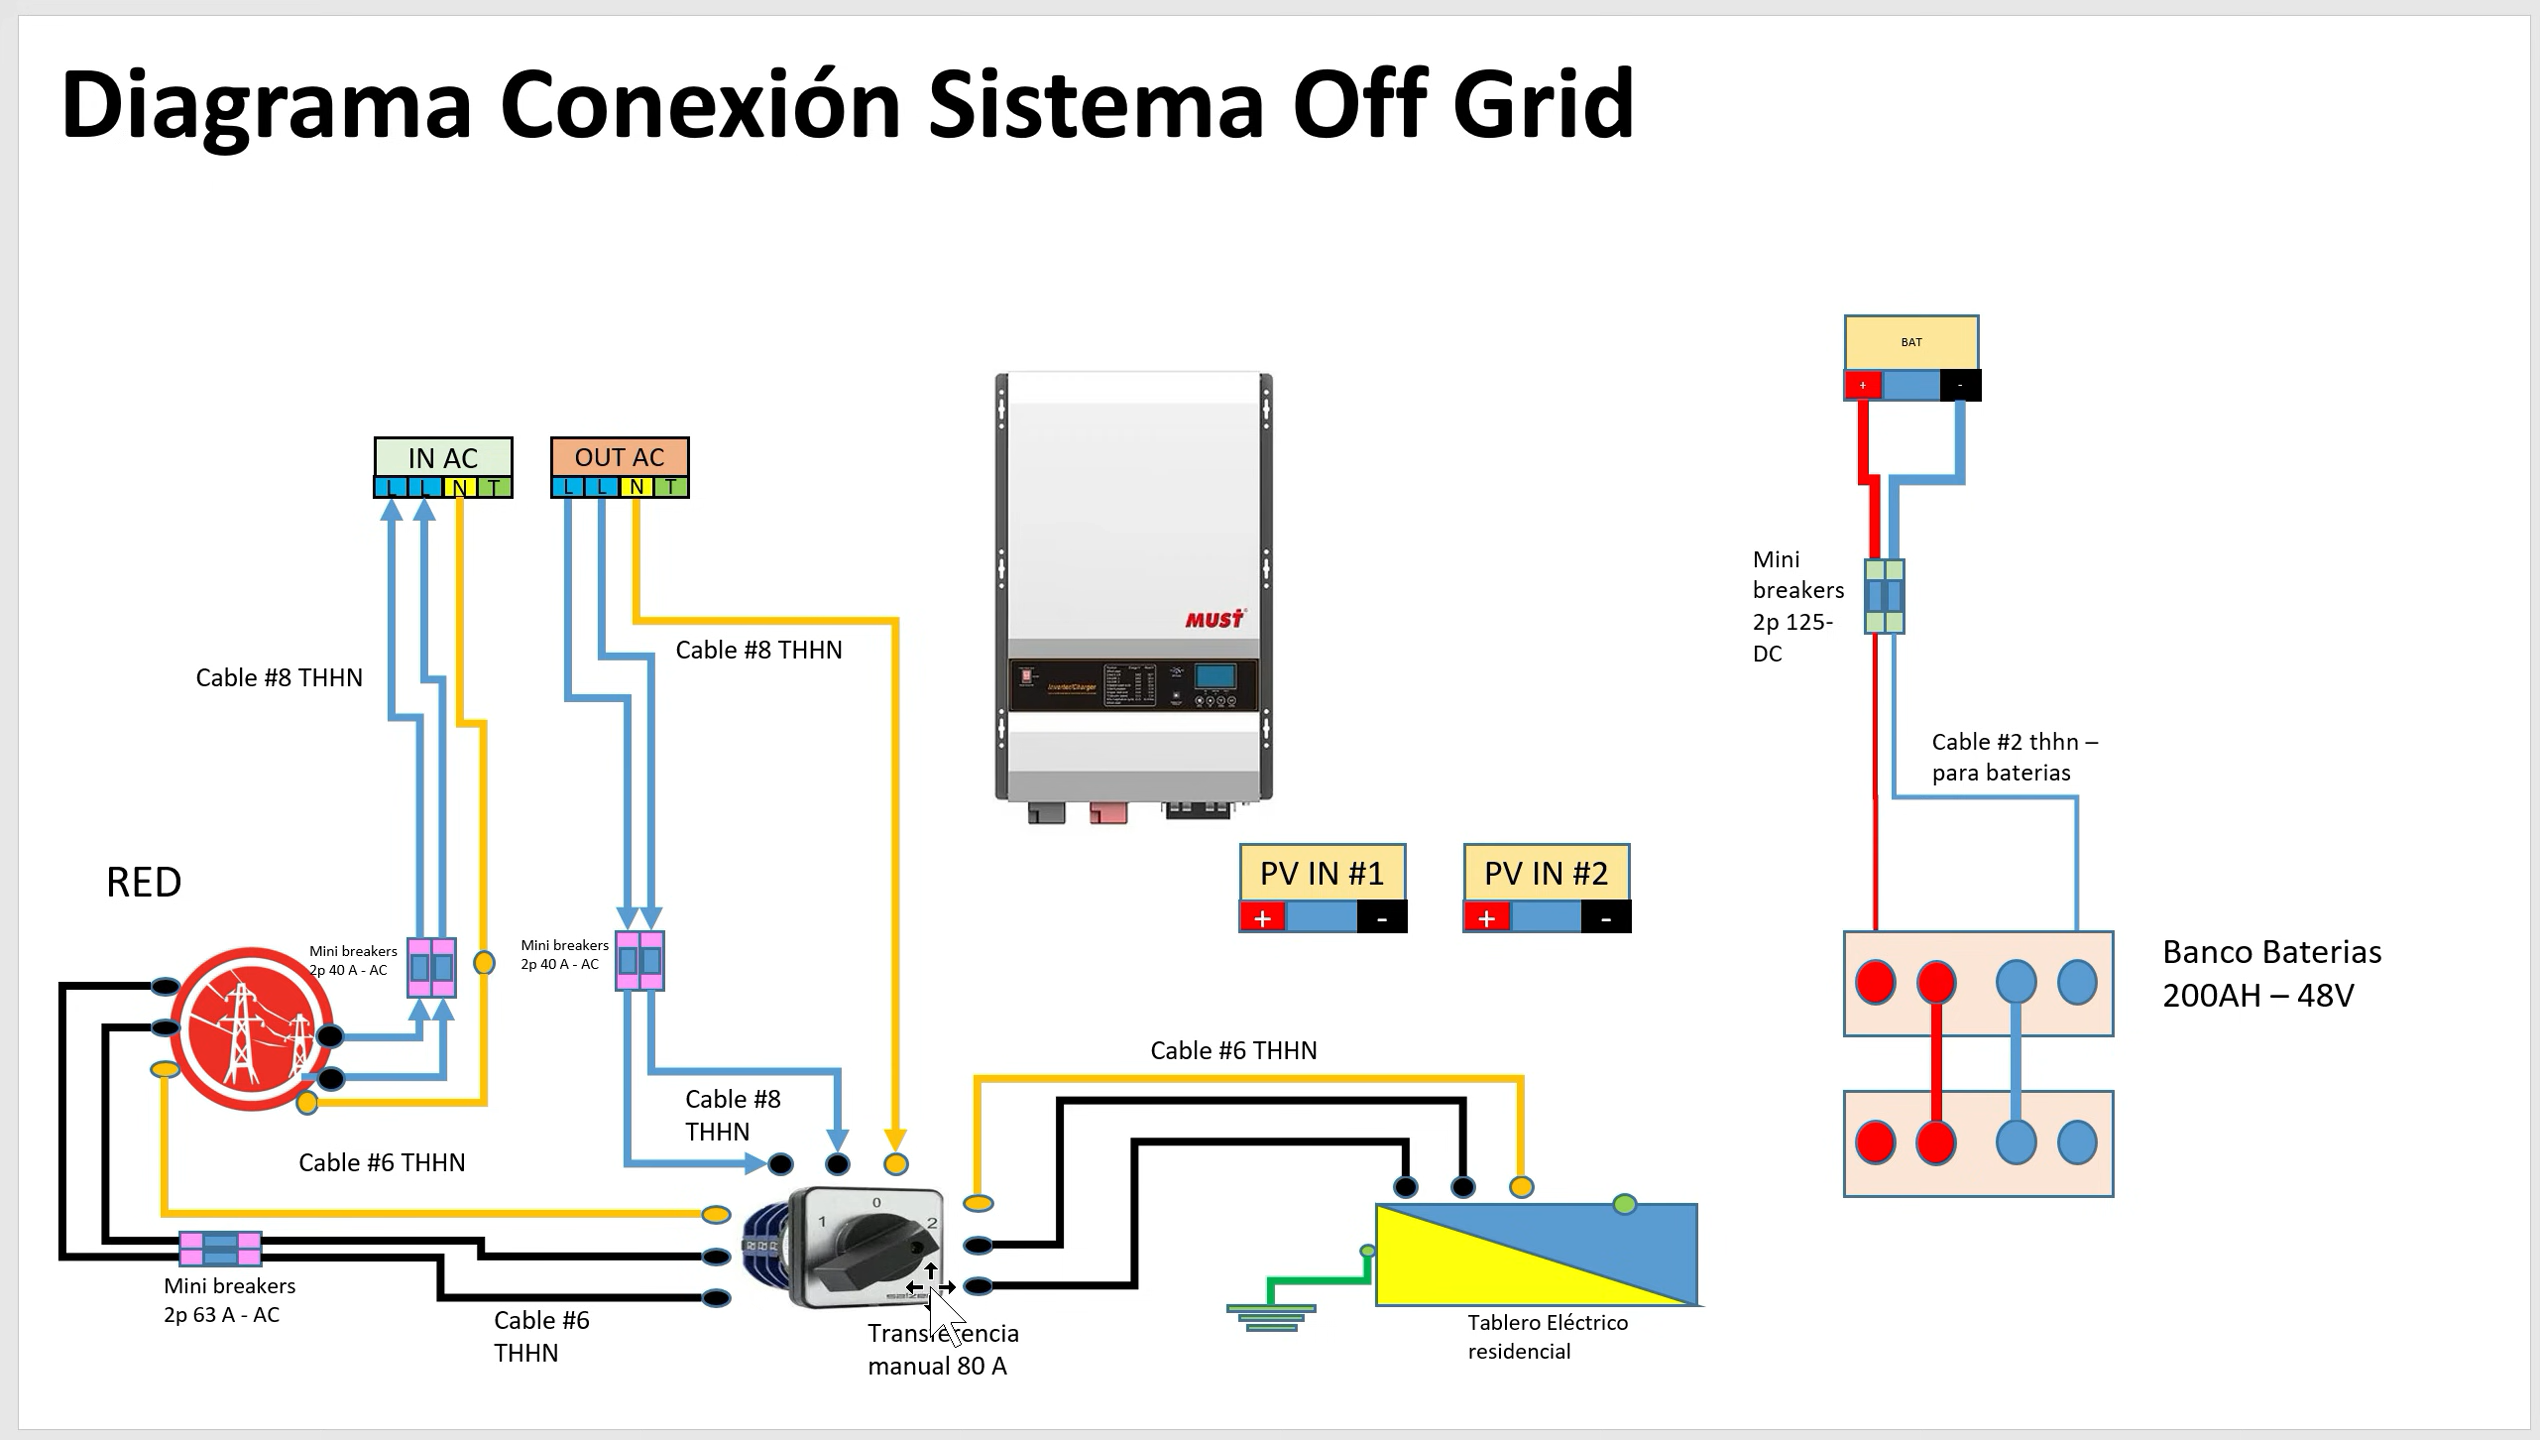 Diagrama Conexión Sistema Off Grid
BAT
+ -
IN AC
L L N T
OUT AC
L L N T
Mini
breakers
2p 125-
DC
MUST
Inverter/Charger
Cable #8 THHN
Cable #8 THHN
Cable #2 thhn –
para baterias
RED
PV IN #1
+ -
PV IN #2
+ -
Mini breakers
2p 40 A - AC
Mini breakers
2p 40 A - AC
Banco Baterias
200AH – 48V
Cable #6 THHN
Cable #8
THHN
Cable #6 THHN
0
1 2
Mini breakers
2p 63 A - AC
Cable #6
THHN
Transferencia
manual 80 A
Tablero Eléctrico
residencial